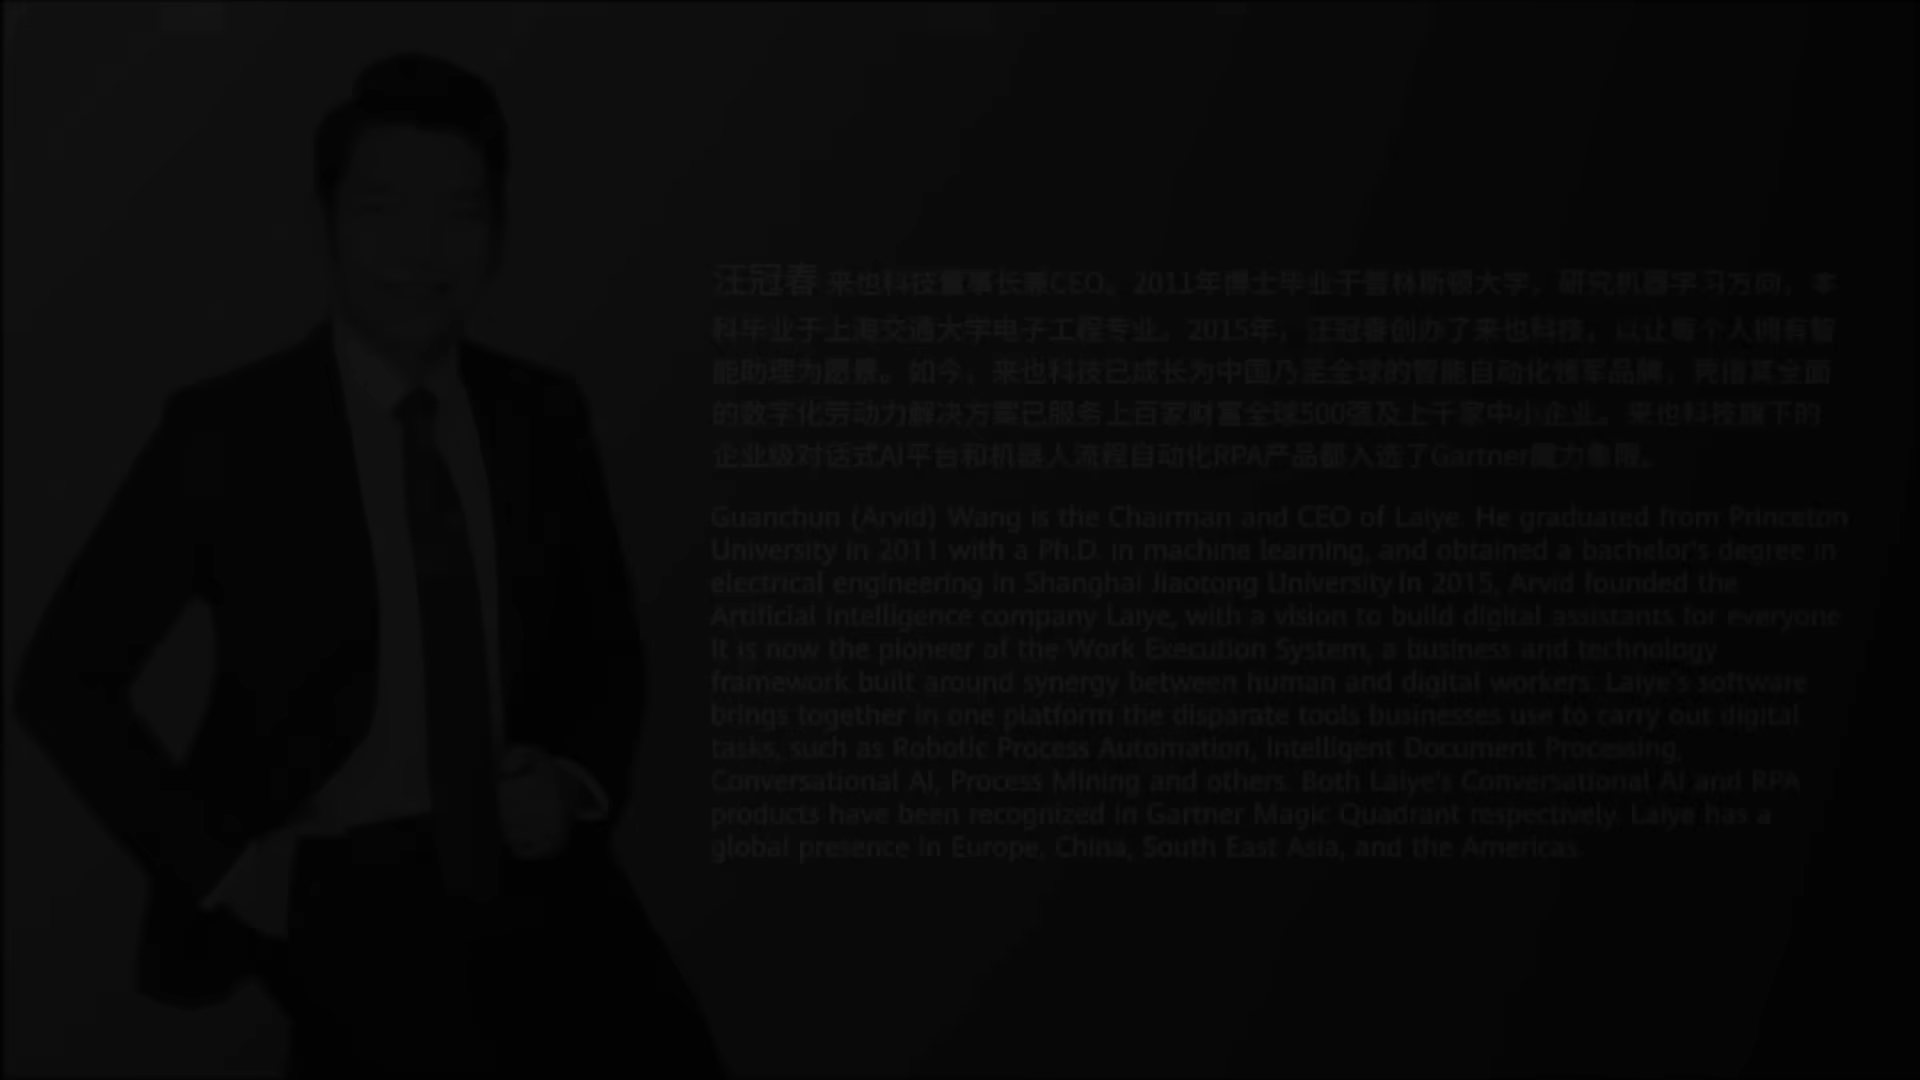 汪冠春 来也科技董事长兼CEO。2011年博士毕业于普林斯顿大学，研究机器学习方向，本
科毕业于上海交通大学电子工程专业。2015年，汪冠春创办了来也科技，以让每个人拥有智
能助理为愿景。如今，来也科技已成长为中国乃至全球的智能自动化领军品牌，凭借其全面
的数字化劳动力解决方案已服务上百家财富全球500强及上千家中小企业。来也科技旗下的
企业级对话式AI平台和机器人流程自动化RPA产品都入选了Gartner魔力象限。
Guanchun (Arvid) Wang is the Chairman and CEO of Laiye. He graduated from Princeton
University in 2011 with a Ph.D. in machine learning, and obtained a bachelor's degree in
electrical engineering in Shanghai Jiaotong University.In 2015, Arvid founded the
Artificial Intelligence company Laiye, with a vision to build digital assistants for everyone
It is now the pioneer of the Work Execution System, a business and technology
framework built around synergy between human and digital workers. Laiye's software
brings together in one platform the disparate tools businesses use to carry out digital
tasks, such as Robotic Process Automation, Intelligent Document Processing,
Conversational AI, Process Mining and others. Both Laiye's Conversational AI and RPA
products have been recognized in Gartner Magic Quadrant respectively. Laiye has a
global presence in Europe, China, South East Asia, and the Americas.